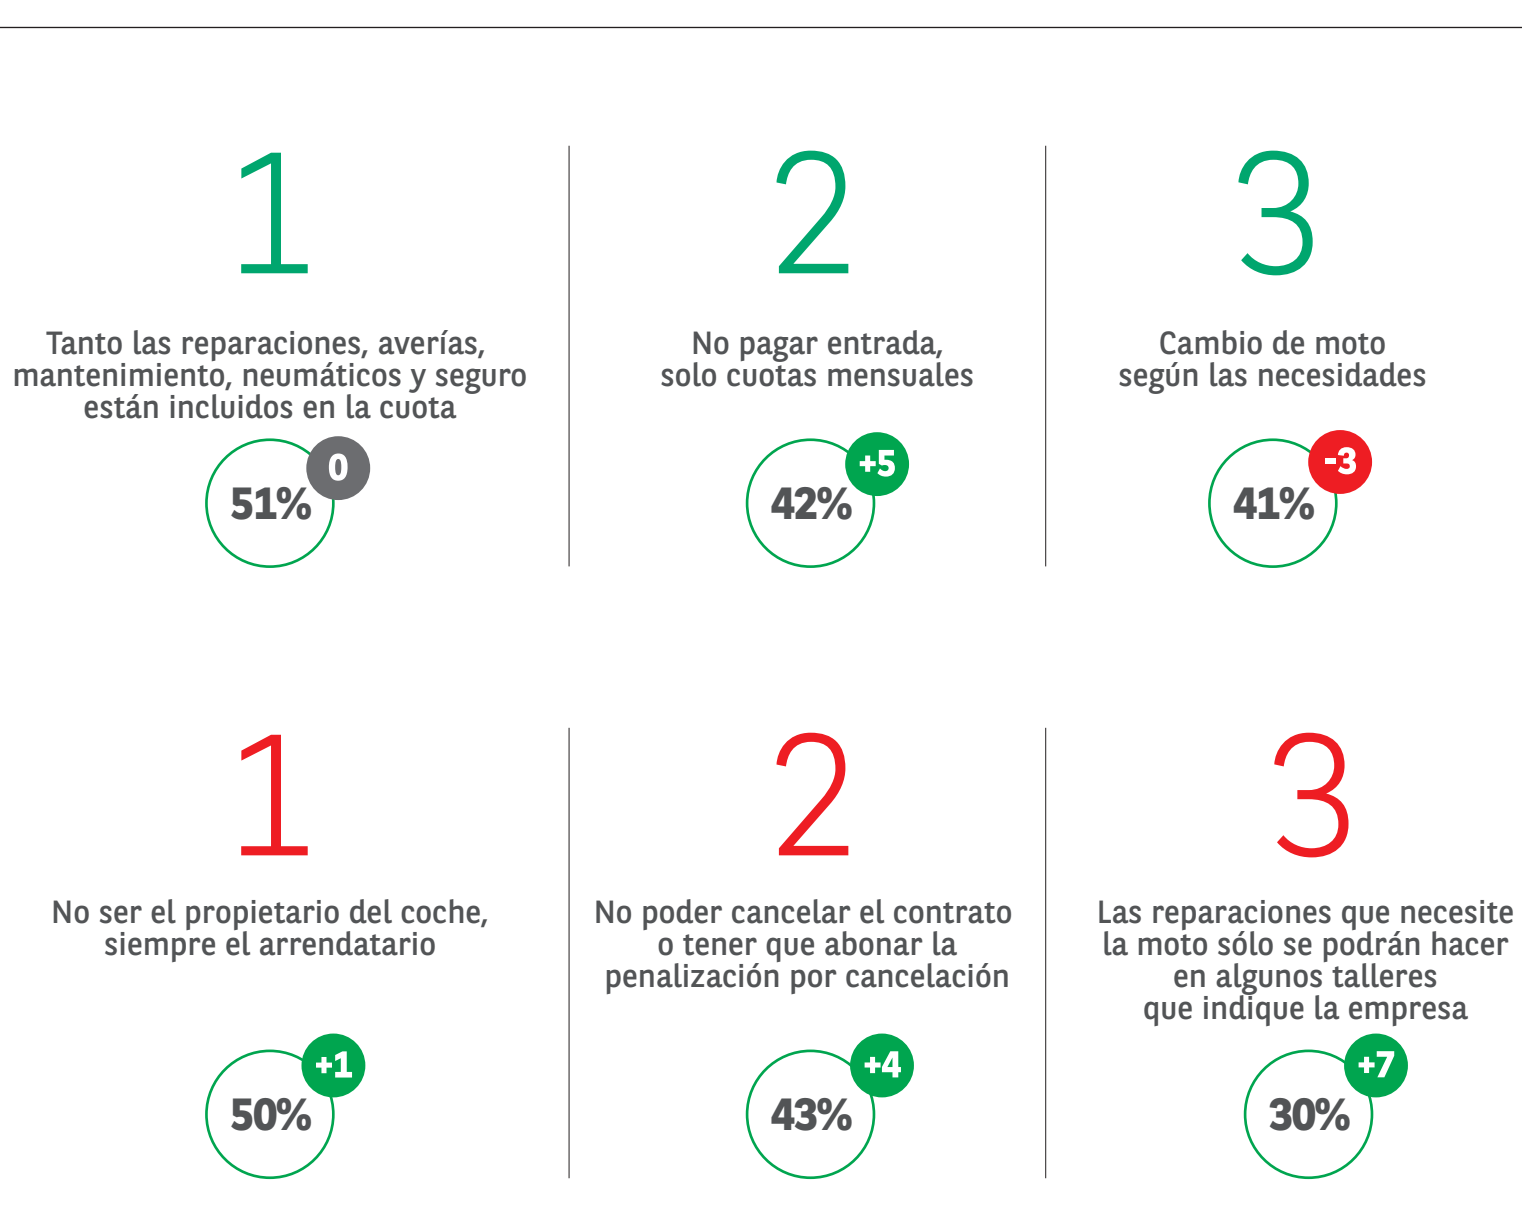 1
Tanto las reparaciones, averías,
mantenimiento, neumáticos y seguro
están incluidos en la cuota
0
51%
2
No pagar entrada,
solo cuotas mensuales
+5
42%
3
Cambio de moto
según las necesidades
-3
41%
1
No ser el propietario del coche,
siempre el arrendatario
+1
50%
2
No poder cancelar el contrato
o tener que abonar la
penalización por cancelación
+4
43%
3
Las reparaciones que necesite
la moto sólo se podrán hacer
en algunos talleres
que indique la empresa
+7
30%